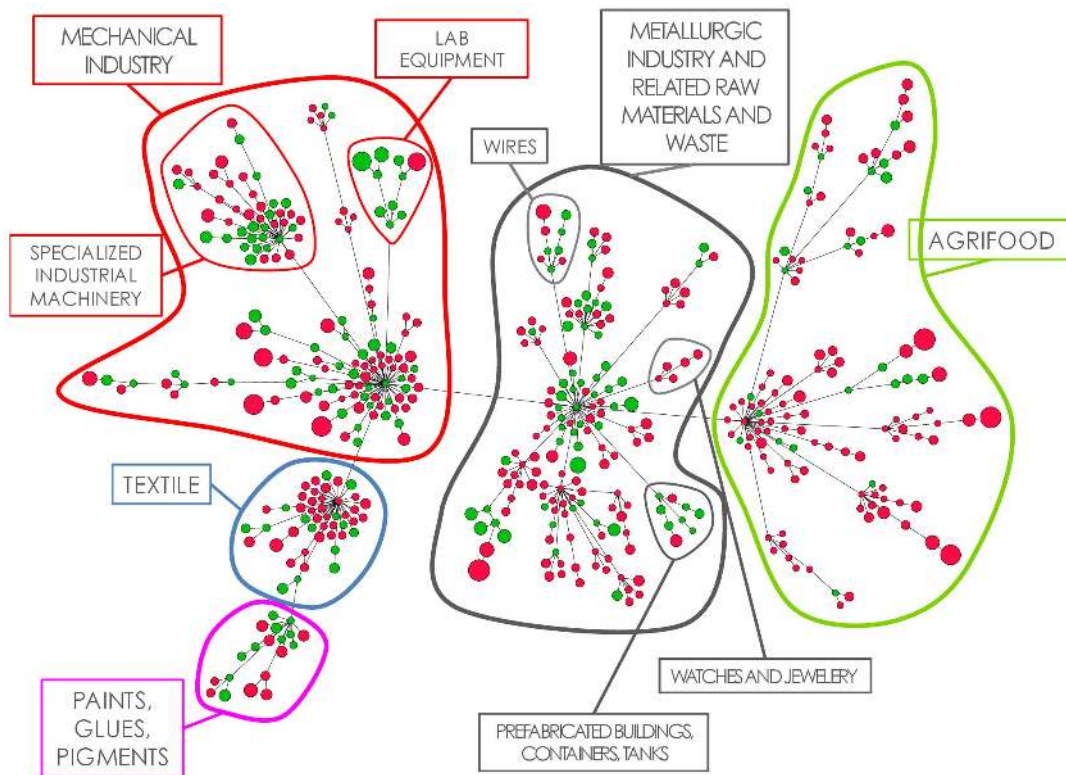 MECHANICAL
INDUSTRY
LAB
EQUIPMENT
METALLURGIC
INDUSTRY AND
RELATED RAW
MATERIALS AND
WASTE
WIRES
SPECIALIZED
INDUSTRIAL
MACHINERY
AGRIFOOD
TEXTILE
WATCHES AND JEWELERY
PAINTS,
GLUES,
PIGMENTS
PREFABRICATED BUILDINGS,
CONTAINERS, TANKS